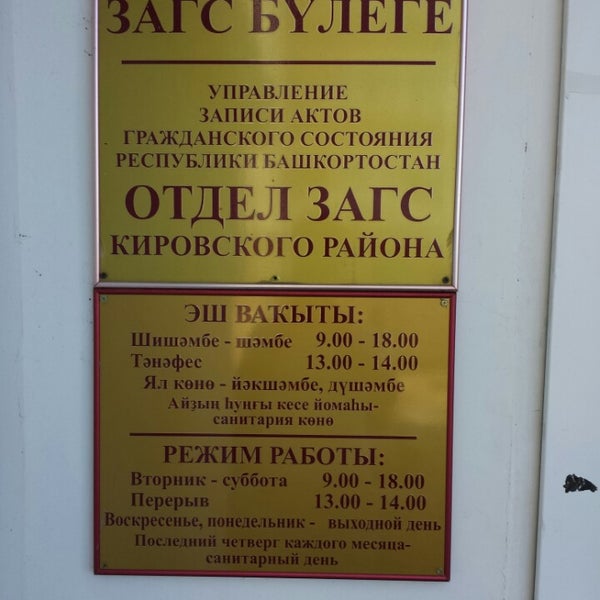 ЗАГС БҮЛЕГЕ
УПРАВЛЕНИЕ
ЗАПИСИ АКТОВ
ГРАЖДАНСКОГО СОСТОЯНИЯ
РЕСПУБЛИКИ БАШКОРТОСТАН
ОТДЕЛ ЗАГС
КИРОВСКОГО РАЙОНА
ЭШ ВАҠЫТЫ:
Шишәмбе - шәмбе 9.00 - 18.00
Тәнәфес 13.00 - 14.00
Ял көнө - йәкшәмбе, дүшәмбе
Айҙың һуңғы кесе йомаһы-
санитария көнө
РЕЖИМ РАБОТЫ:
Вторник - суббота 9.00 - 18.00
Перерыв 13.00 - 14.00
Воскресенье, понедельник - выходной день
Последний четверг каждого месяца-
санитарный день